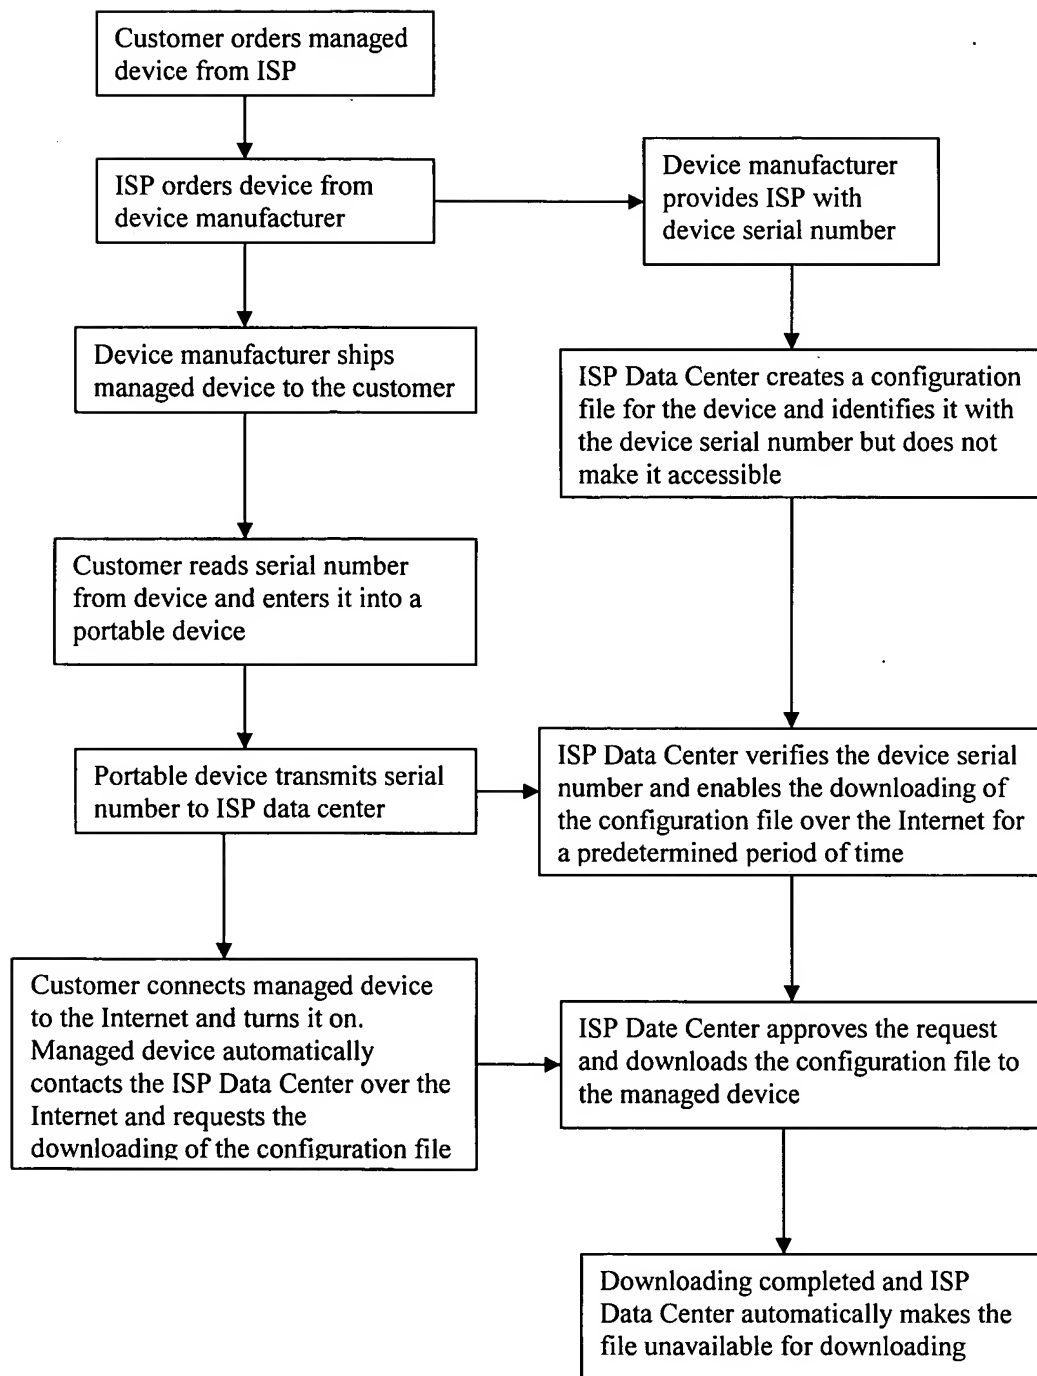 Customer orders managed
device from ISP
ISP orders device from
device manufacturer
Device manufacturer
provides ISP with
device serial number
Device manufacturer ships
managed device to the customer
ISP Data Center creates a configuration
file for the device and identifies it with
the device serial number but does not
make it accessible
Customer reads serial number
from device and enters it into a
portable device
Portable device transmits serial
number to ISP data center
ISP Data Center verifies the device serial
number and enables the downloading of
the configuration file over the Internet for
a predetermined period of time
Customer connects managed device
to the Internet and turns it on.
Managed device automatically
contacts the ISP Data Center over the
Internet and requests the
downloading of the configuration file
ISP Date Center approves the request
and downloads the configuration file to
the managed device
Downloading completed and ISP
Data Center automatically makes the
file unavailable for downloading